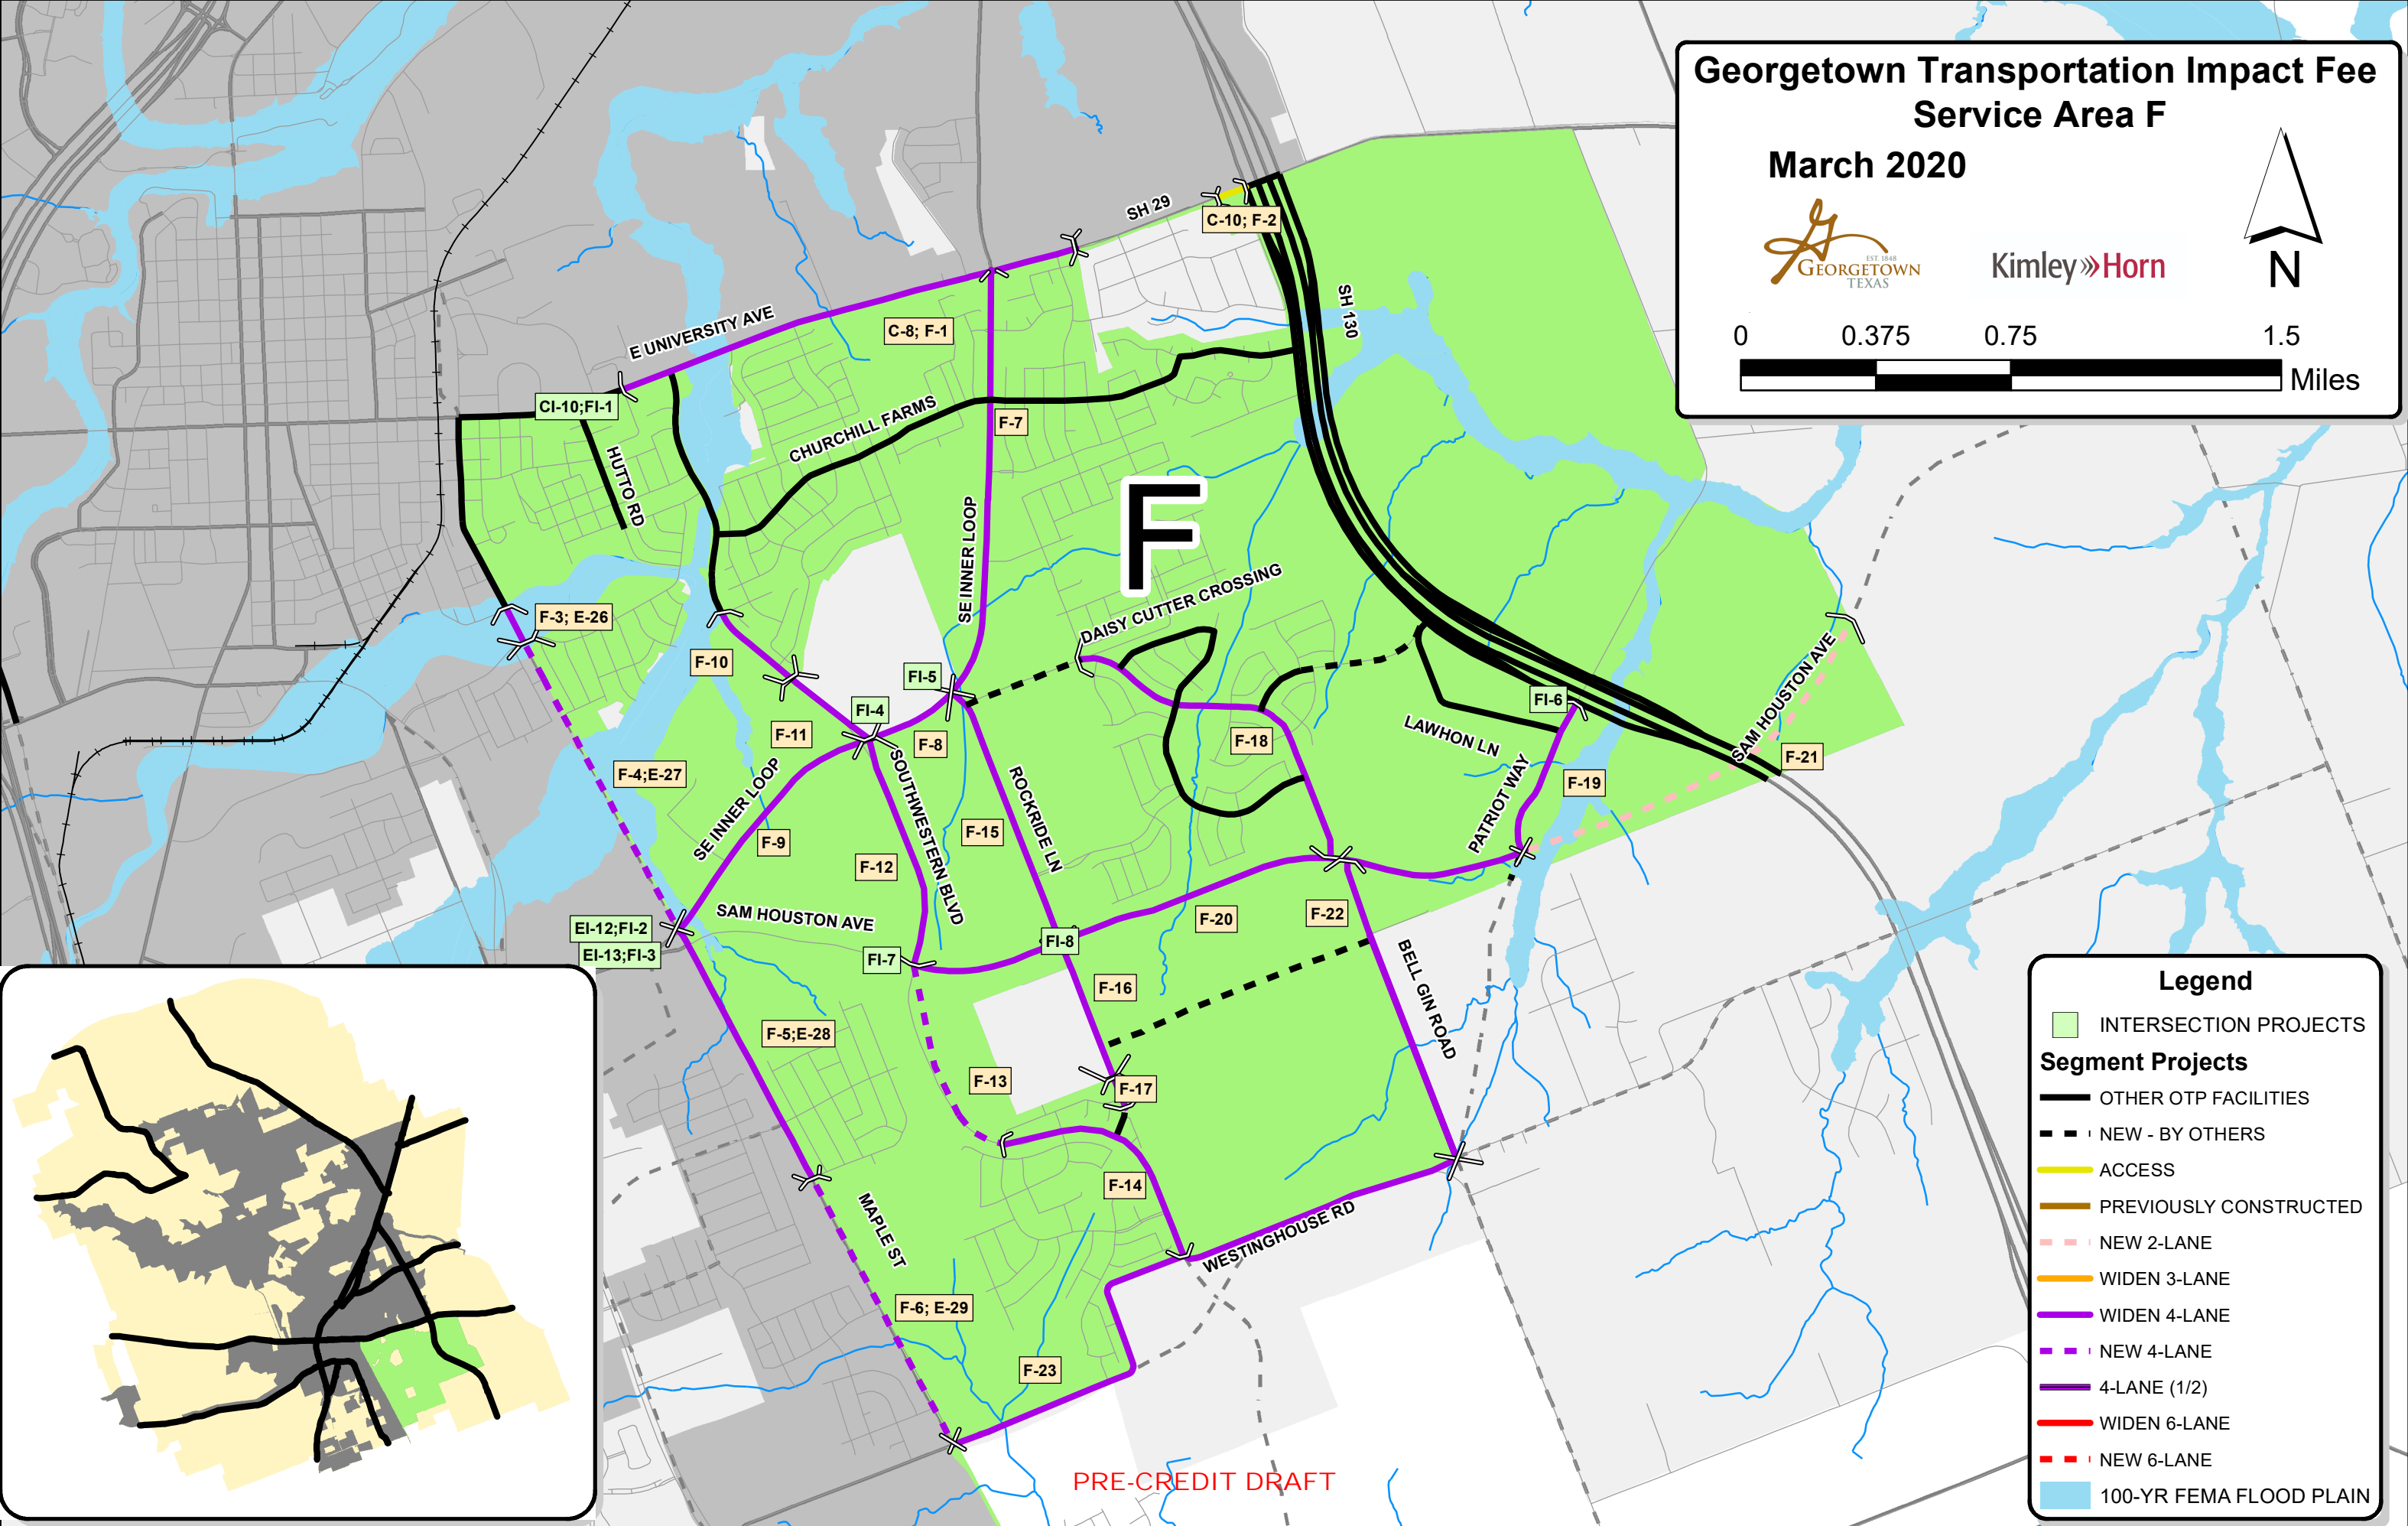 Georgetown Transportation Impact Fee
Service Area F
March 2020
EST. 1848
GEORGETOWN
TEXAS
Kimley»Horn
N
0 0.375 0.75 1.5
Miles
SH 29
C-10; F-2
SH 130
E UNIVERSITY AVE
C-8; F-1
CI-10;FI-1
CHURCHILL FARMS
F-7
HUTTO RD
SE INNER LOOP
F
DAISY CUTTER CROSSING
F-3; E-26
F-10
FI-5
FI-4
FI-6
SAM HOUSTON AVE
F-11
F-8
F-18
LAWHON LN
F-21
F-4;E-27
SE INNER LOOP
SOUTHWESTERN BLVD
ROCKRIDE LN
PATRIOT WAY
F-19
F-9
F-15
F-12
SAM HOUSTON AVE
F-20
F-22
EI-12;FI-2
EI-13;FI-3
FI-7
FI-8
BELL GIN ROAD
F-16
F-5;E-28
F-13
F-17
F-14
MAPLE ST
WESTINGHOUSE RD
F-6; E-29
F-23
PRE-CREDIT DRAFT
Legend
INTERSECTION PROJECTS
Segment Projects
OTHER OTP FACILITIES
NEW - BY OTHERS
ACCESS
PREVIOUSLY CONSTRUCTED
NEW 2-LANE
WIDEN 3-LANE
WIDEN 4-LANE
NEW 4-LANE
4-LANE (1/2)
WIDEN 6-LANE
NEW 6-LANE
100-YR FEMA FLOOD PLAIN